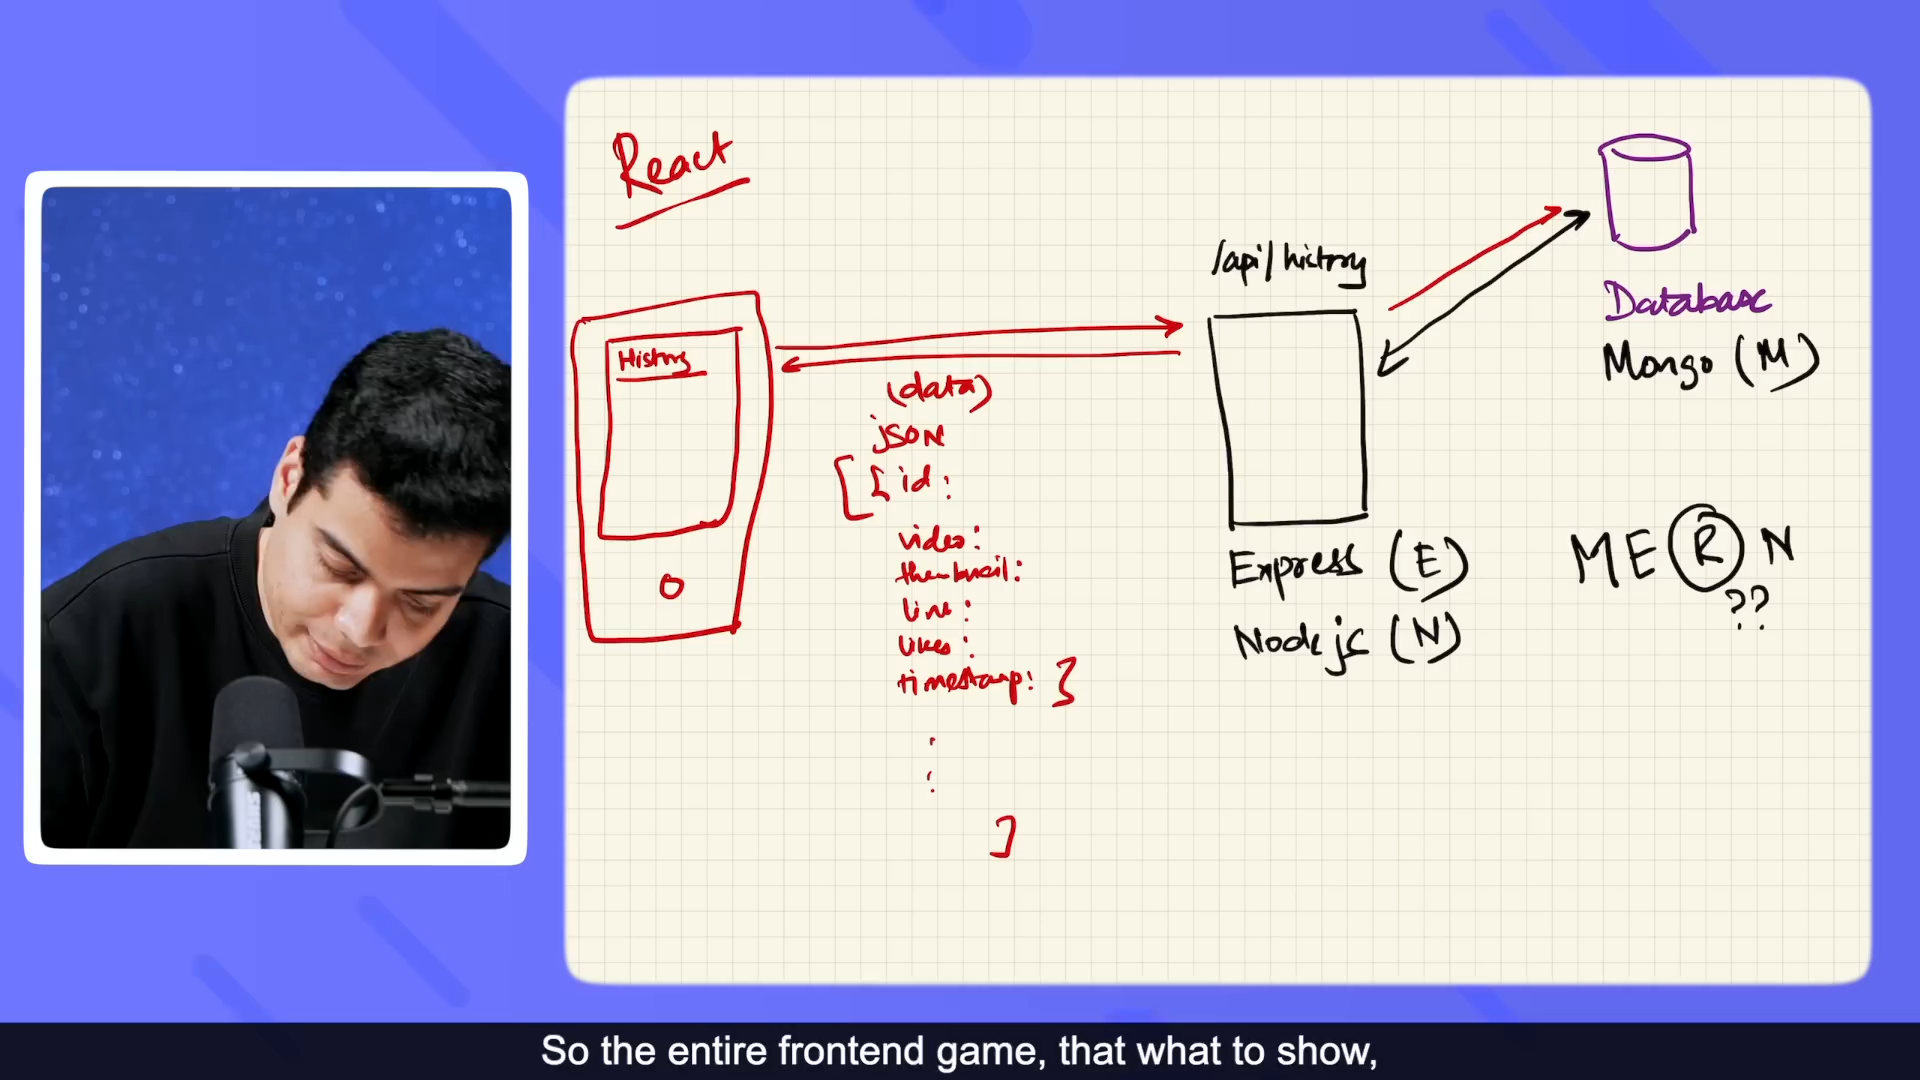 React
/api/history
Database
Mongo (M)
History
(data)
json
[ { id:
video:
thumbnail:
link:
likes:
timestamp: }
:
:
]
Express (E)
Node js (N)
M E R N
??
So the entire frontend game, that what to show,